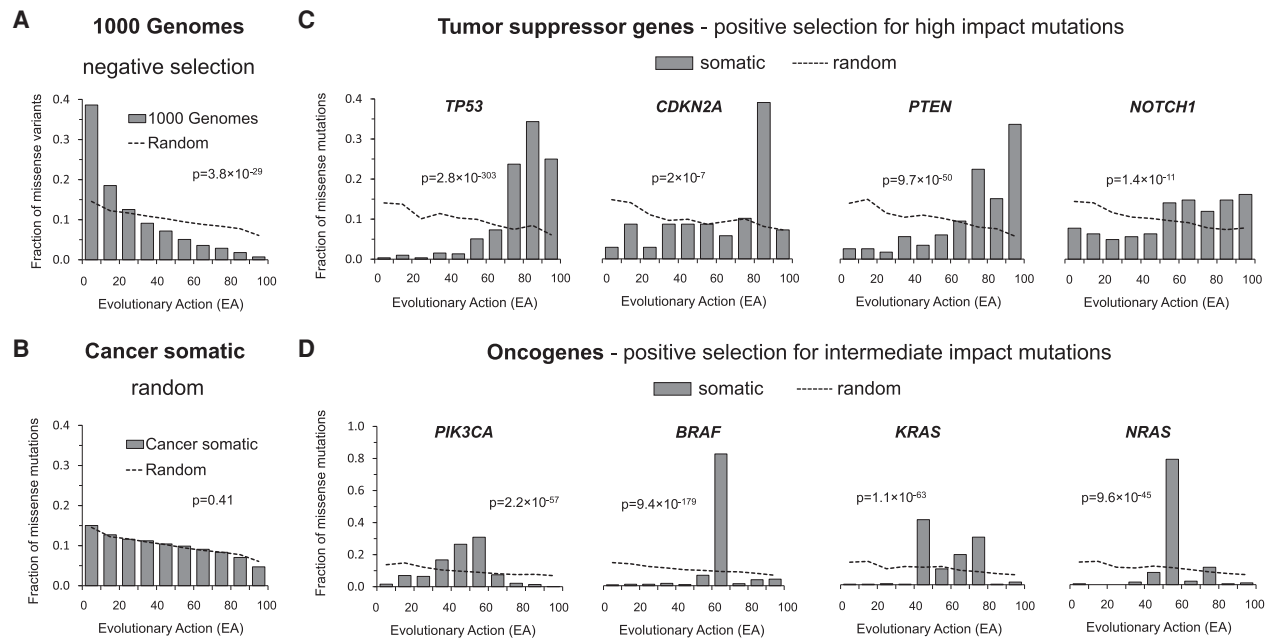 A
1000 Genomes
negative selection
Fraction of missense variants
0.4
0.3
0.2
0.1
0.0
1000 Genomes
Random
p=3.8×10-29
0 20 40 60 80 100
Evolutionary Action (EA)
B
Cancer somatic
random
Fraction of missense mutations
0.4
0.3
0.2
0.1
0.0
Cancer somatic
Random
p=0.41
0 20 40 60 80 100
Evolutionary Action (EA)
C
Tumor suppressor genes - positive selection for high impact mutations
somatic random
Fraction of missense mutations
0.4
0.3
0.2
0.1
0.0
TP53
p=2.8×10-303
0 20 40 60 80 100
Evolutionary Action (EA)
CDKN2A
p=2×10-7
0 20 40 60 80 100
Evolutionary Action (EA)
PTEN
p=9.7×10-50
0 20 40 60 80 100
Evolutionary Action (EA)
NOTCH1
p=1.4×10-11
0 20 40 60 80 100
Evolutionary Action (EA)
D
Oncogenes - positive selection for intermediate impact mutations
somatic random
Fraction of missense mutations
1.0
0.8
0.6
0.4
0.2
0.0
PIK3CA
p=2.2×10-57
0 20 40 60 80 100
Evolutionary Action (EA)
BRAF
p=9.4×10-179
0 20 40 60 80 100
Evolutionary Action (EA)
KRAS
p=1.1×10-63
0 20 40 60 80 100
Evolutionary Action (EA)
NRAS
p=9.6×10-45
0 20 40 60 80 100
Evolutionary Action (EA)